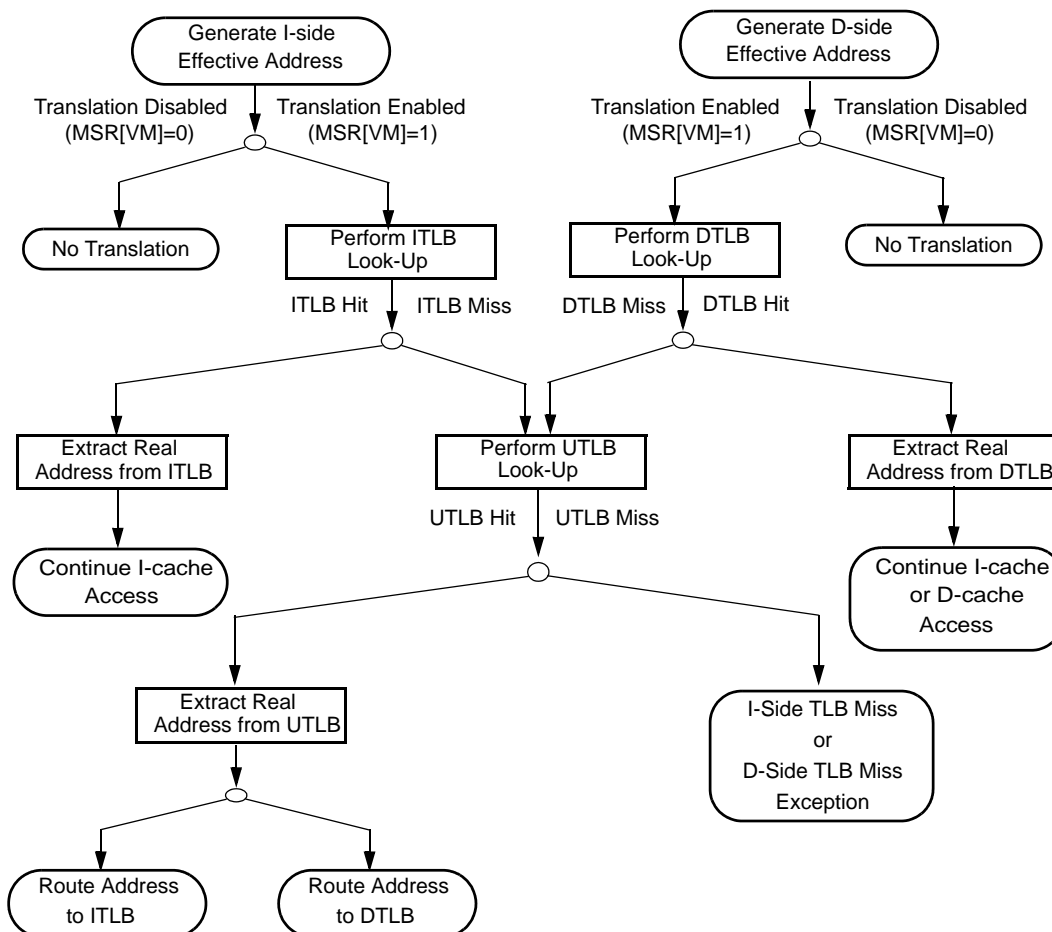 Generate I-side
Effective Address
Generate D-side
Effective Address
Translation Disabled
(MSR[VM]=0)
Translation Enabled
(MSR[VM]=1)
Translation Enabled
(MSR[VM]=1)
Translation Disabled
(MSR[VM]=0)
No Translation
Perform ITLB
Look-Up
Perform DTLB
Look-Up
No Translation
ITLB Hit
ITLB Miss
DTLB Miss
DTLB Hit
Extract Real
Address from ITLB
Perform UTLB
Look-Up
Extract Real
Address from DTLB
UTLB Hit
UTLB Miss
Continue I-cache
Access
Continue I-cache
or D-cache
Access
Extract Real
Address from UTLB
I-Side TLB Miss
or
D-Side TLB Miss
Exception
Route Address
to ITLB
Route Address
to DTLB